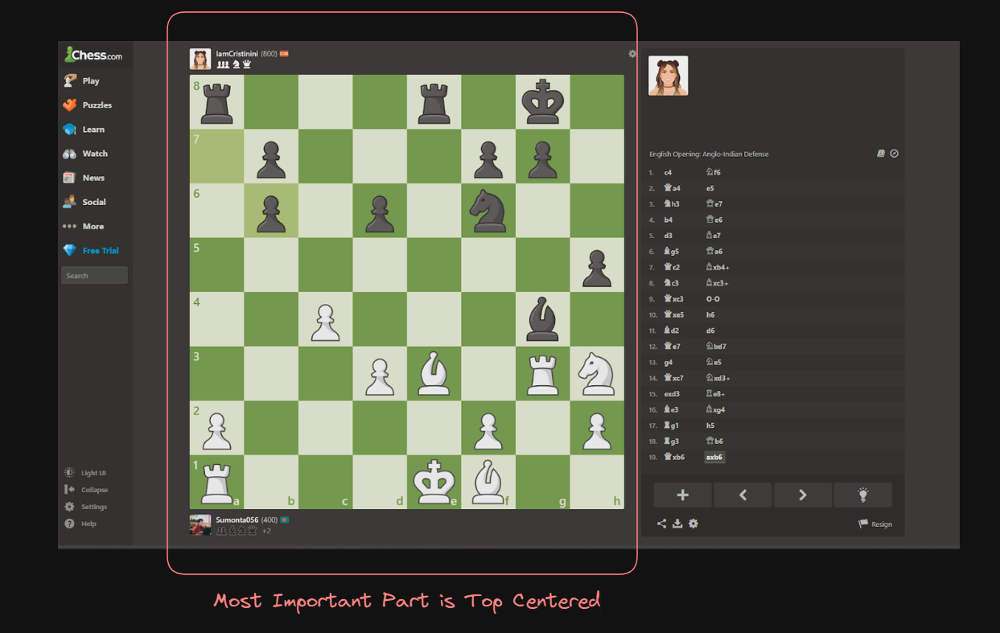 Chess.com
Play
Puzzles
Learn
Watch
News
Social
More
Free Trial
Search
Light UI
Collapse
Settings
Help
IamCristinini (800)
8
7
6
5
4
3
2
1
a b c d e f g h
Sumonta056 (400)
+2
English Opening: Anglo-Indian Defense
1. c4 f6
2. a4 e5
3. h3 e7
4. b4 e6
5. d3 e7
6. g5 a6
7. c2 xb4+
8. c3 xc3+
9. xc3 O-O
10. xe5 h6
11. d2 d6
12. e7 bd7
13. g4 e5
14. xc7 xd3+
15. exd3 e8+
16. e3 xg4
17. g1 h5
18. g3 b6
19. xb6 axb6
Resign
Most Important Part is Top Centered